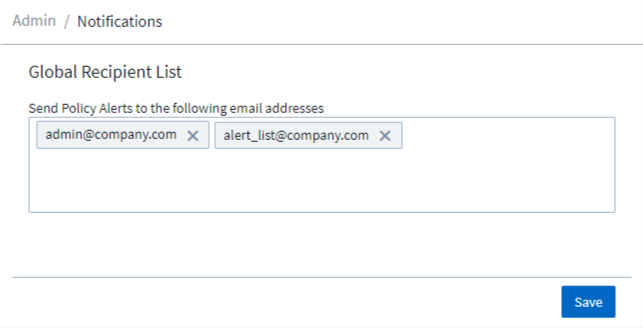 Admin / Notifications
Global Recipient List
Send Policy Alerts to the following email addresses
admin@company.com ✕ alert_list@company.com ✕
Save